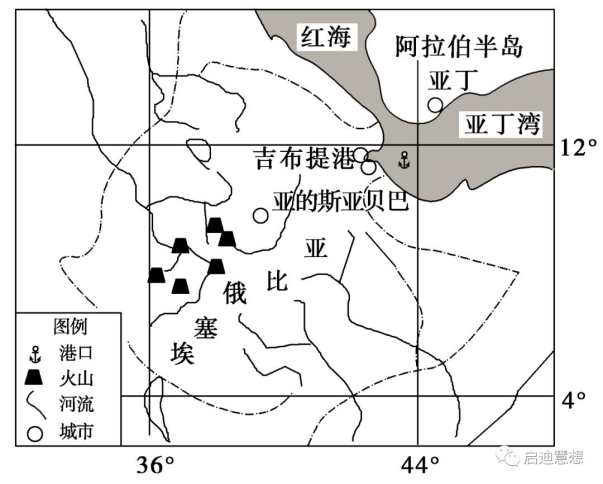 红海
阿拉伯半岛
亚丁
亚丁湾
吉布提港
12°
亚的斯亚贝巴
埃塞俄比亚
图例
港口
火山
河流
城市
4°
36°
44°
启迪慧想